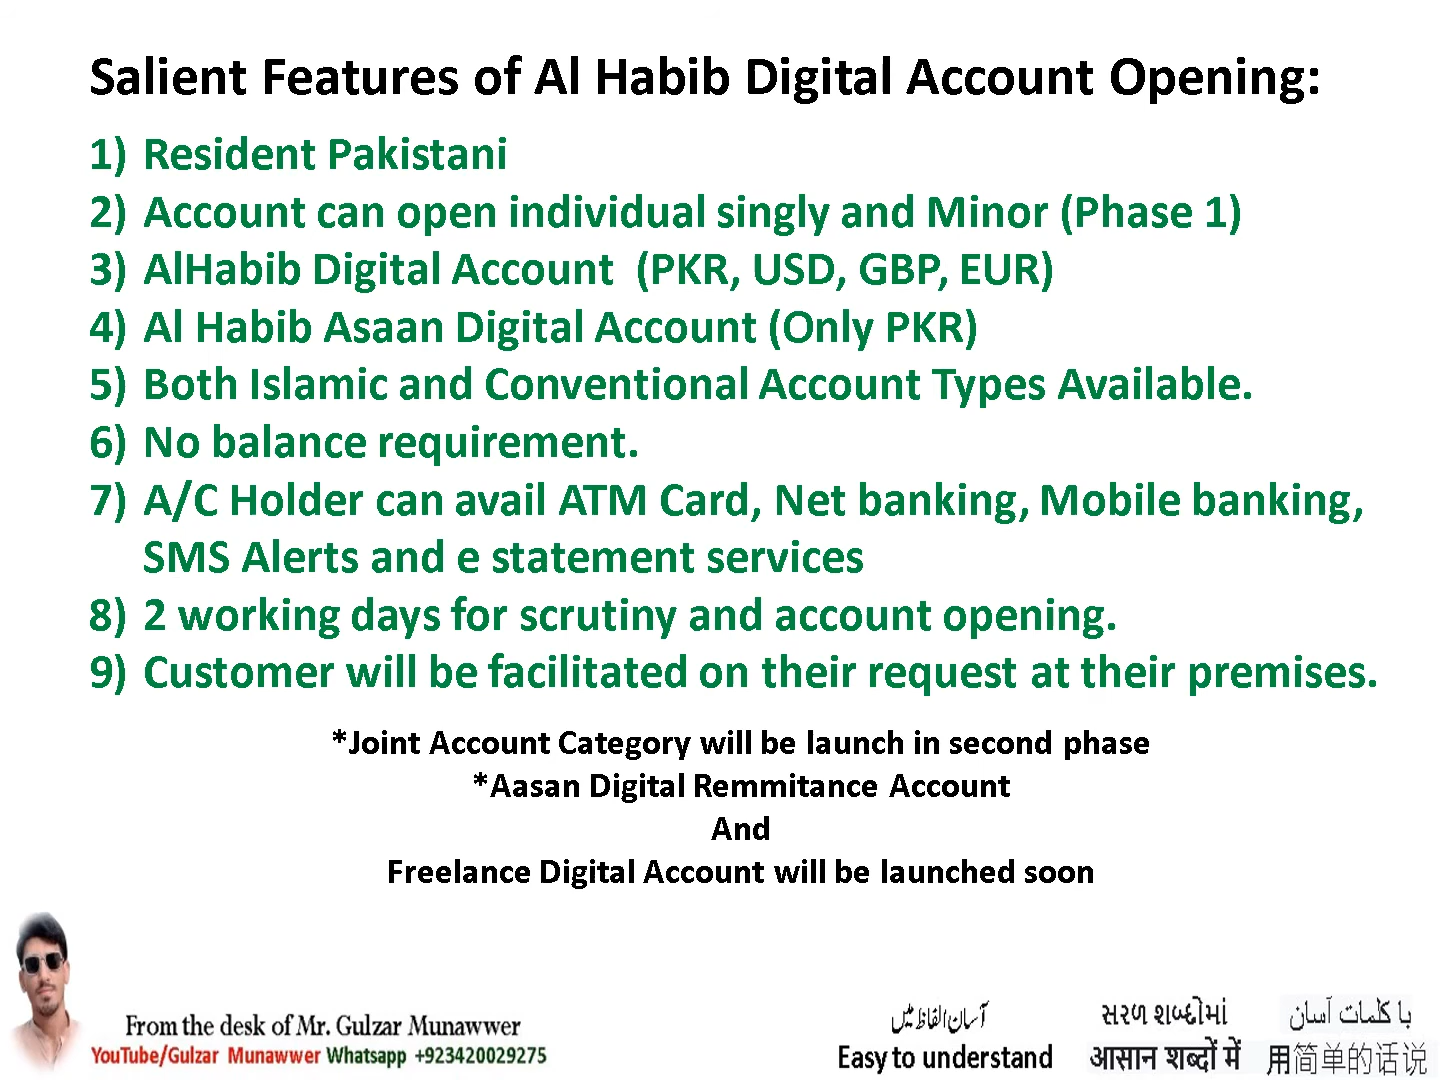 Salient Features of Al Habib Digital Account Opening:
1) Resident Pakistani
2) Account can open individual singly and Minor (Phase 1)
3) AlHabib Digital Account (PKR, USD, GBP, EUR)
4) Al Habib Asaan Digital Account (Only PKR)
5) Both Islamic and Conventional Account Types Available.
6) No balance requirement.
7) A/C Holder can avail ATM Card, Net banking, Mobile banking,
SMS Alerts and e statement services
8) 2 working days for scrutiny and account opening.
9) Customer will be facilitated on their request at their premises.
*Joint Account Category will be launch in second phase
*Aasan Digital Remmitance Account
And
Freelance Digital Account will be launched soon
From the desk of Mr. Gulzar Munawwer
YouTube/Gulzar Munawwer Whatsapp +923420029275
آسان الفاظ میں
Easy to understand
સરળ શબ્દોમાં
आसान शब्दों में
با کلمات آسان
用简单的话说